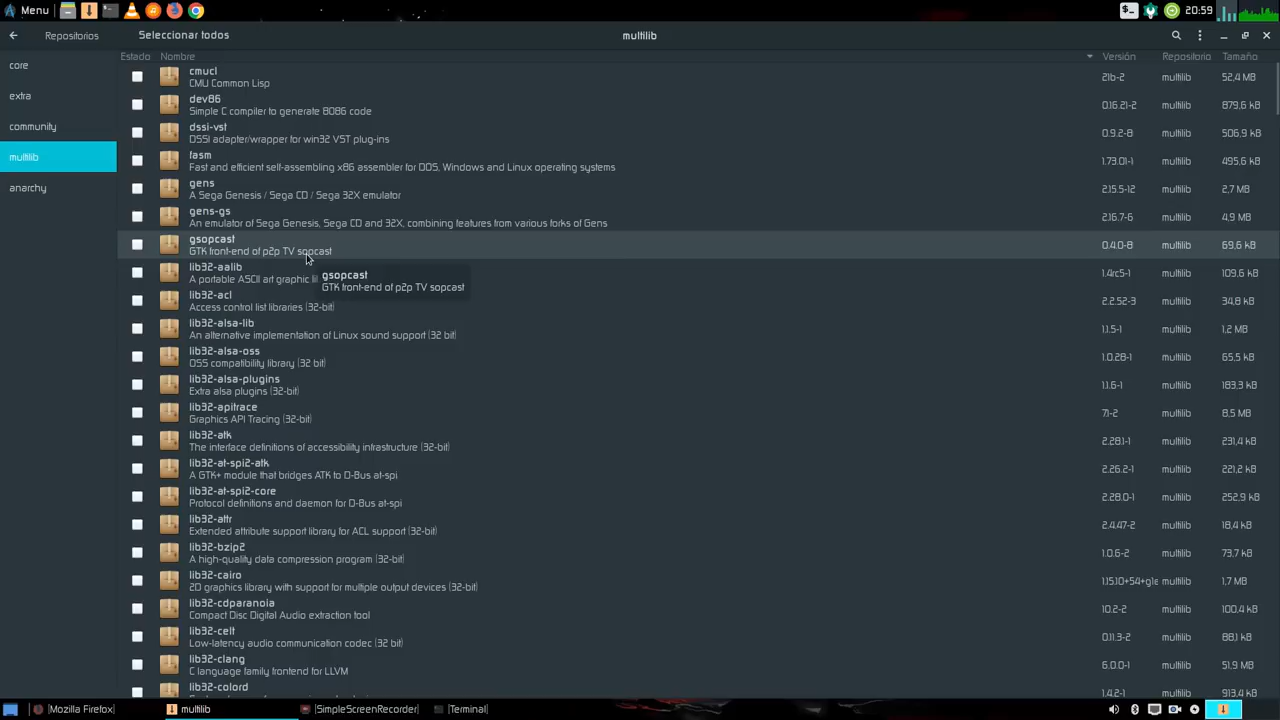 Menu
20:59
Repositorios
Seleccionar todos
multilib
Estado
Nombre
Versión
Repositorio
Tamaño
core
extra
community
multilib
anarchy
cmucl
CMU Common Lisp
21b-2
multilib
52,4 MB
dev86
Simple C compiler to generate 8086 code
0.16.21-2
multilib
879,6 kB
dssi-vst
DSSI adapter/wrapper for win32 VST plug-ins
0.9.2-8
multilib
506,9 kB
fasm
Fast and efficient self-assembling x86 assembler for DOS, Windows and Linux operating systems
1.73.01-1
multilib
495,6 kB
gens
A Sega Genesis / Sega CD / Sega 32X emulator
2.15.5-12
multilib
2,7 MB
gens-gs
An emulator of Sega Genesis, Sega CD and 32X, combining features from various forks of Gens
2.16.7-6
multilib
4,9 MB
gsopcast
GTK front-end of p2p TV sopcast
0.4.0-8
multilib
69,6 kB
gsopcast
GTK front-end of p2p TV sopcast
lib32-aalib
A portable ASCII art graphic li
1.4rc5-1
multilib
109,6 kB
lib32-acl
Access control list libraries (32-bit)
2.2.52-3
multilib
34,8 kB
lib32-alsa-lib
An alternative implementation of Linux sound support (32 bit)
1.1.5-1
multilib
1,2 MB
lib32-alsa-oss
OSS compatibility library (32 bit)
1.0.28-1
multilib
65,5 kB
lib32-alsa-plugins
Extra alsa plugins (32-bit)
1.1.6-1
multilib
183,3 kB
lib32-apitrace
Graphics API Tracing (32-bit)
7.1-2
multilib
8,5 MB
lib32-atk
The interface definitions of accessibility infrastructure (32-bit)
2.28.1-1
multilib
231,4 kB
lib32-at-spi2-atk
A GTK+ module that bridges ATK to D-Bus at-spi
2.26.2-1
multilib
221,2 kB
lib32-at-spi2-core
Protocol definitions and daemon for D-Bus at-spi
2.28.0-1
multilib
252,9 kB
lib32-attr
Extended attribute support library for ACL support (32-bit)
2.4.47-2
multilib
18,4 kB
lib32-bzip2
A high-quality data compression program (32-bit)
1.0.6-2
multilib
73,7 kB
lib32-cairo
2D graphics library with support for multiple output devices (32-bit)
1.15.10+54+g1e
multilib
1,7 MB
lib32-cdparanoia
Compact Disc Digital Audio extraction tool
10.2-2
multilib
100,4 kB
lib32-celt
Low-latency audio communication codec (32 bit)
0.11.3-2
multilib
88,1 kB
lib32-clang
C language family frontend for LLVM
6.0.0-1
multilib
51,9 MB
lib32-colord
1.4.2-1
multilib
913,4 kB
[Mozilla Firefox]
multilib
[SimpleScreenRecorder]
[Terminal]